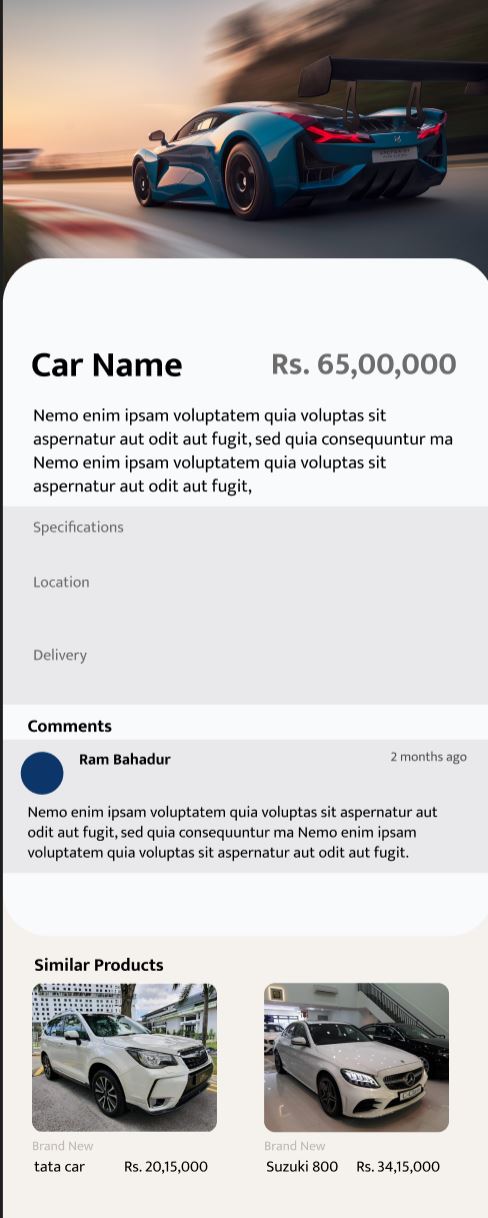 Car Name
Rs. 65,00,000
Nemo enim ipsam voluptatem quia voluptas sit
aspernatur aut odit aut fugit, sed quia consequuntur ma
Nemo enim ipsam voluptatem quia voluptas sit
aspernatur aut odit aut fugit,
Specifications
Location
Delivery
Comments
Ram Bahadur
2 months ago
Nemo enim ipsam voluptatem quia voluptas sit aspernatur aut
odit aut fugit, sed quia consequuntur ma Nemo enim ipsam
voluptatem quia voluptas sit aspernatur aut odit aut fugit.
Similar Products
Brand New
Brand New
tata car
Rs. 20,15,000
Suzuki 800
Rs. 34,15,000